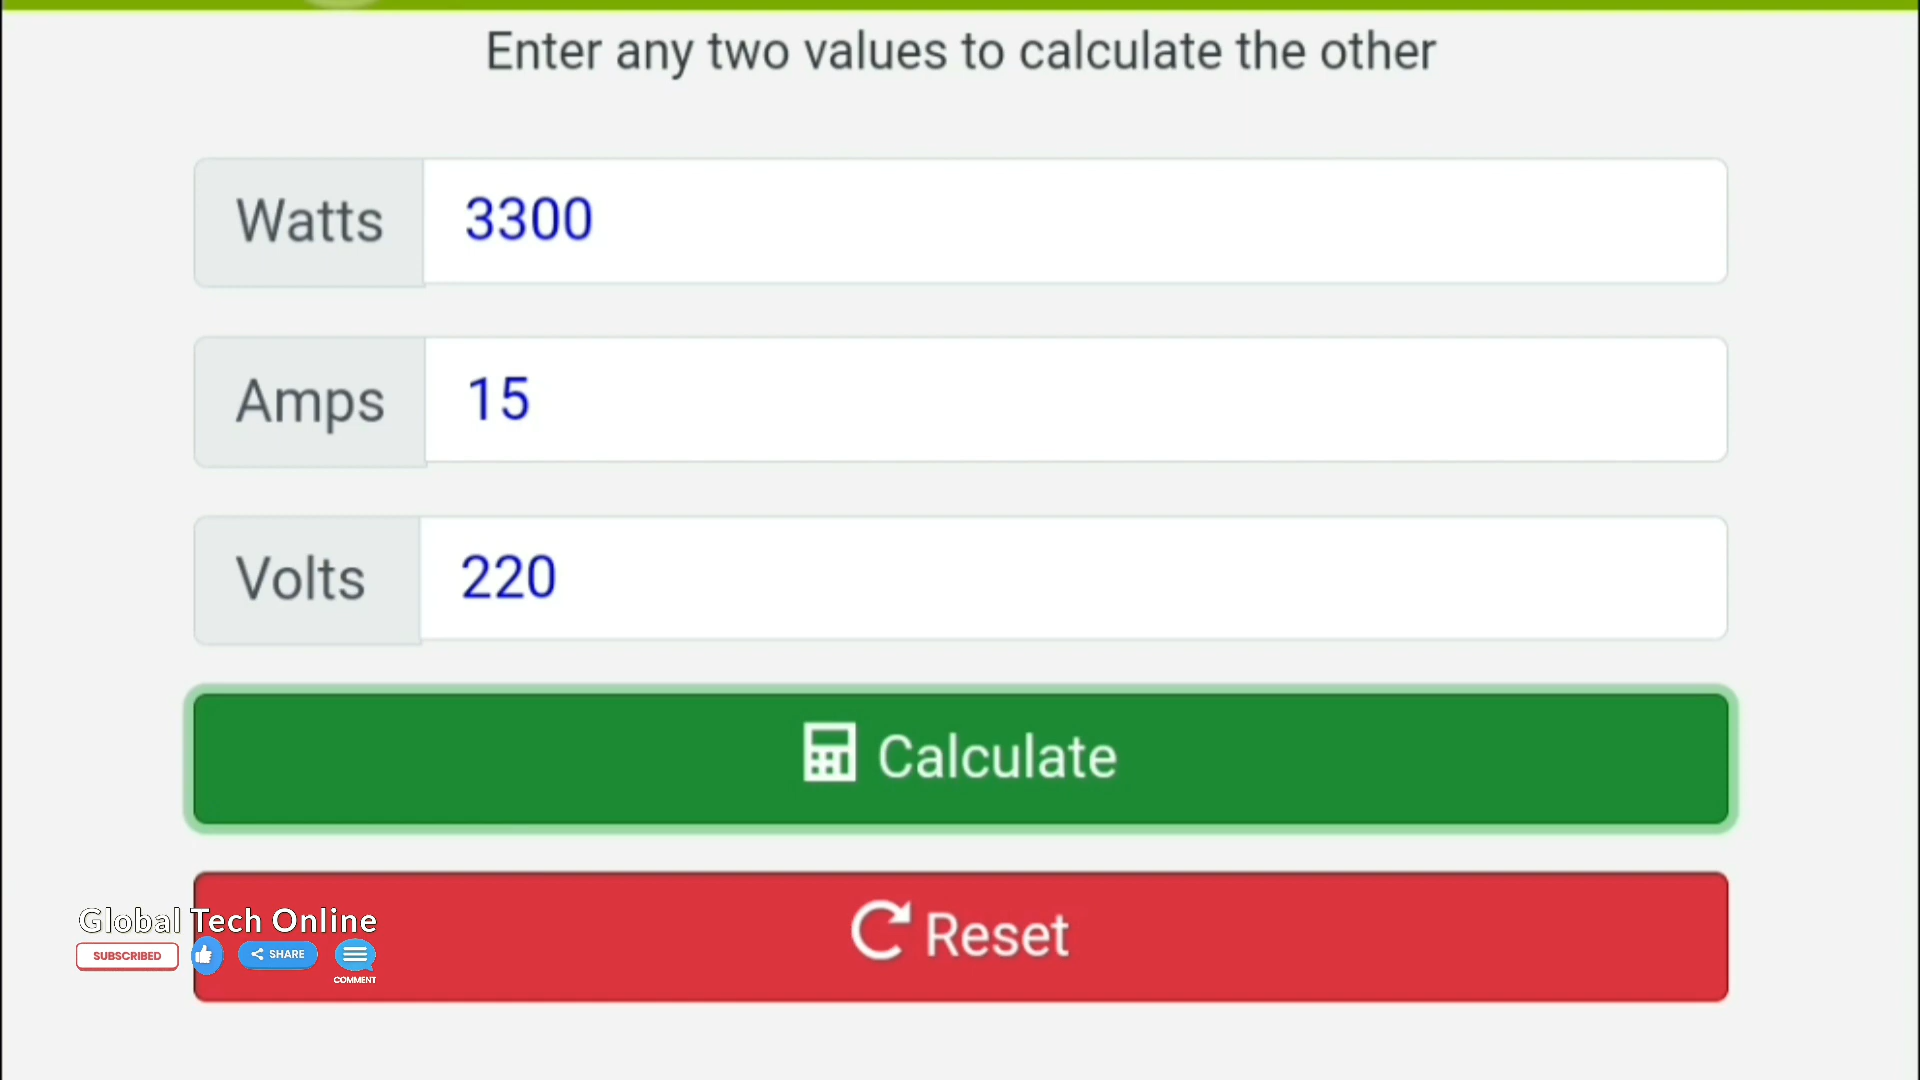 Enter any two values to calculate the other
Watts 3300
Amps 15
Volts 220
Calculate
Reset
Global Tech Online
SUBSCRIBED SHARE
COMMENT